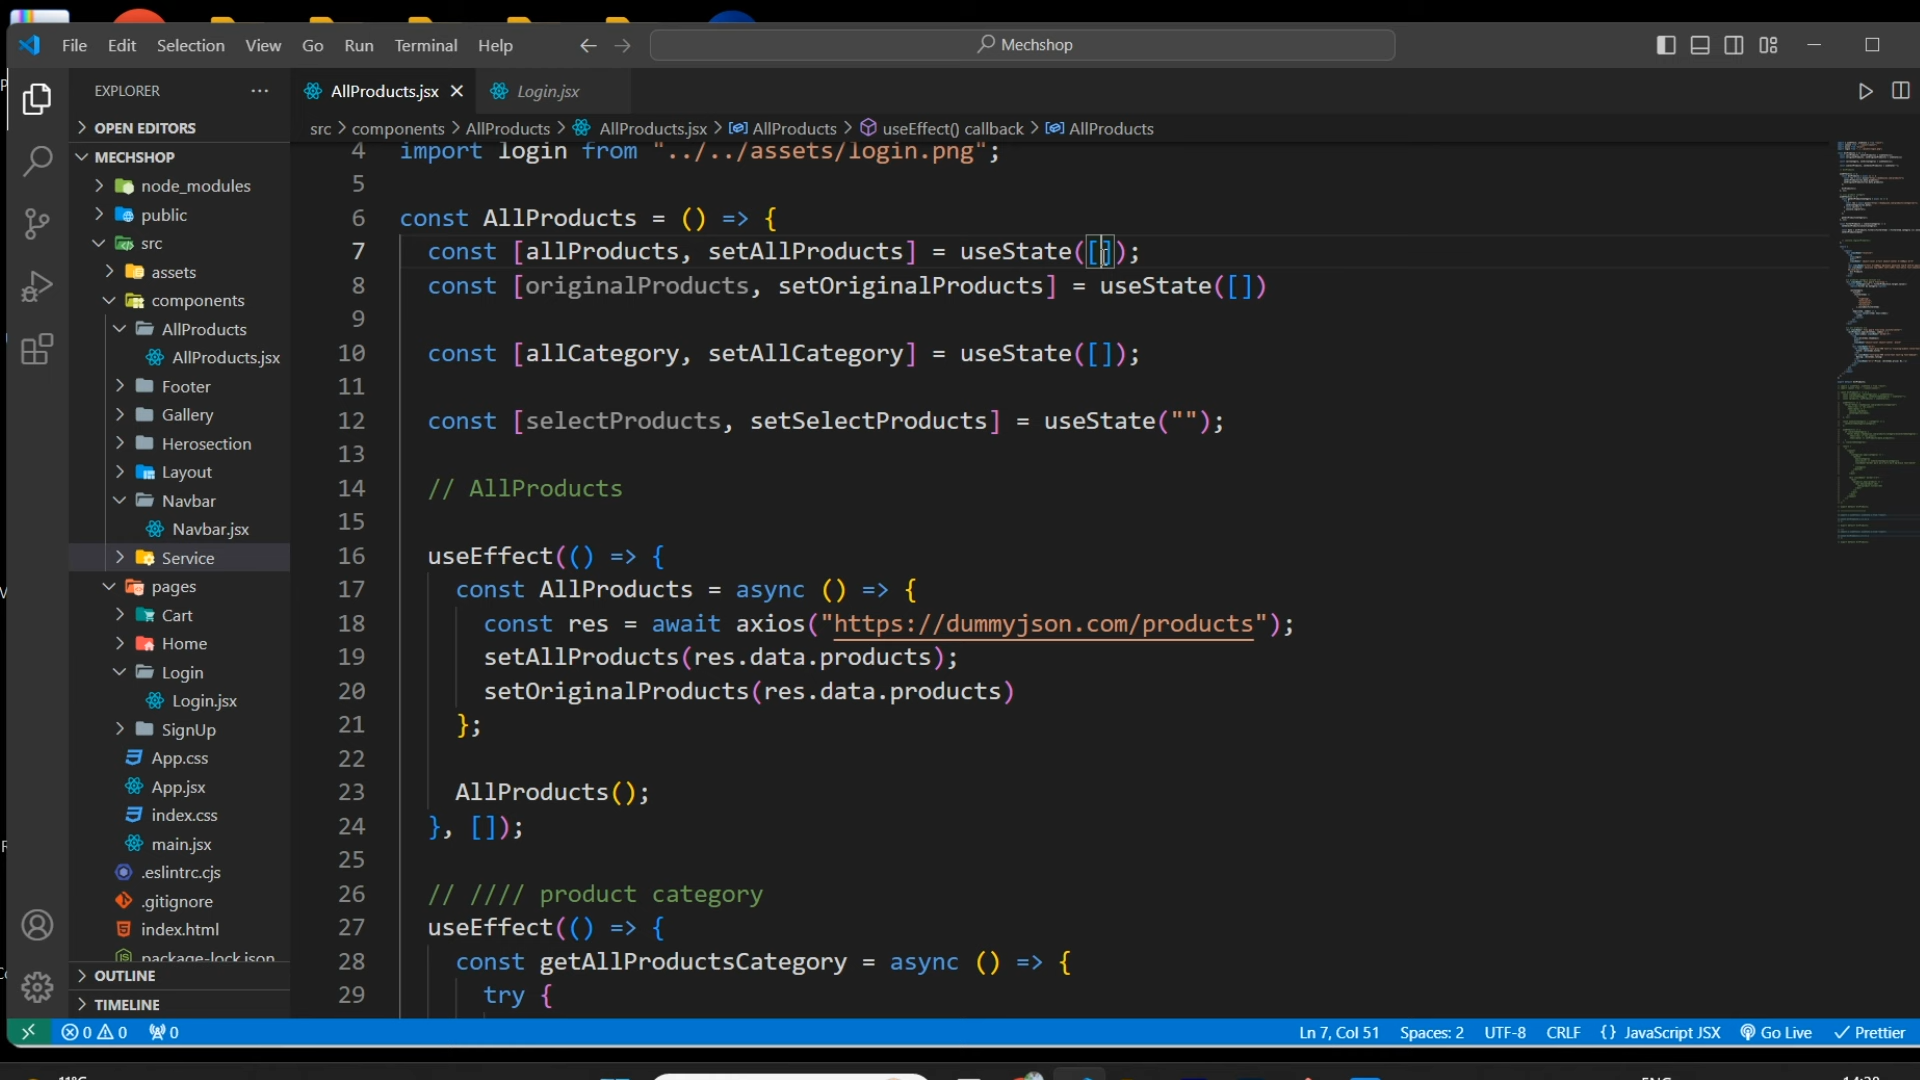 File Edit Selection View Go Run Terminal Help
Mechshop
EXPLORER
AllProducts.jsx
Login.jsx
OPEN EDITORS
src > components > AllProducts > AllProducts.jsx > AllProducts > useEffect() callback > AllProducts
MECHSHOP
node_modules
public
src
assets
components
AllProducts
AllProducts.jsx
Footer
Gallery
Herosection
Layout
Navbar
Navbar.jsx
Service
pages
Cart
Home
Login
Login.jsx
SignUp
App.css
App.jsx
index.css
main.jsx
.eslintrc.cjs
.gitignore
index.html
package-lock.json
OUTLINE
TIMELINE
4 import login from "../../assets/login.png";
5
6 const AllProducts = () => {
7 const [allProducts, setAllProducts] = useState([]);
8 const [originalProducts, setOriginalProducts] = useState([])
9
10 const [allCategory, setAllCategory] = useState([]);
11
12 const [selectProducts, setSelectProducts] = useState("");
13
14 // AllProducts
15
16 useEffect(() => {
17 const AllProducts = async () => {
18 const res = await axios("https://dummyjson.com/products");
19 setAllProducts(res.data.products);
20 setOriginalProducts(res.data.products)
21 };
22
23 AllProducts();
24 }, []);
25
26 // //// product category
27 useEffect(() => {
28 const getAllProductsCategory = async () => {
29 try {
0 0 0
Ln 7, Col 51 Spaces: 2 UTF-8 CRLF {} JavaScript JSX Go Live Prettier
11°C